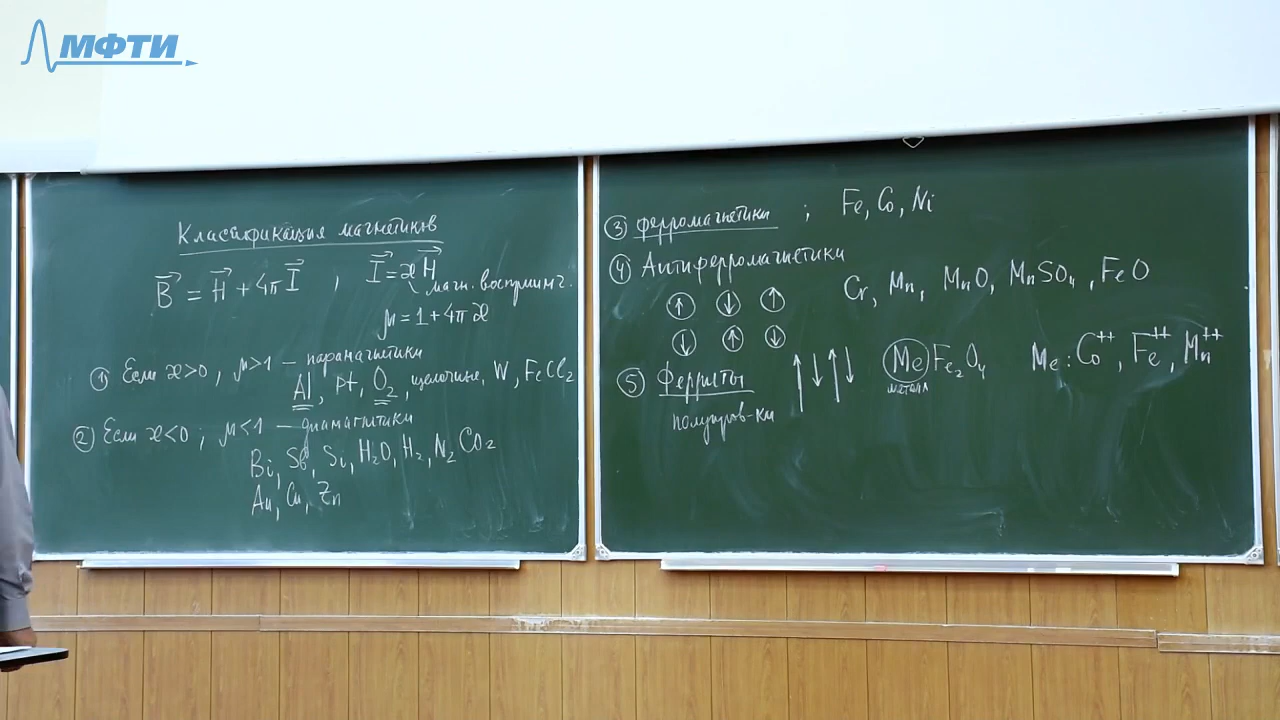 МФТИ
Классификация магнетиков
B⃗ = H⃗ + 4πI⃗ , I⃗ = æH⃗
магн. восприимч.
μ = 1 + 4πæ
① Если æ>0, μ>1 – парамагнетики
Al, Pt, O₂, щелочные, W, FeCl₂
② Если æ<0; μ<1 – диамагнетики
Bi, Sb, Si, H₂O, H₂, N₂ CO₂
Au, Cu, Zn
③ ферромагнетики ; Fe, Co, Ni
④ Антиферромагнетики
Cr, Mn, MnO, MnSO₄, FeO
↑ ↓ ↑
↓ ↑ ↓
⑤ Ферриты ↑↓↑↓ MeFe₂O₄ Me: Co⁺⁺, Fe⁺⁺, Mn⁺⁺
металл
полупров-ки